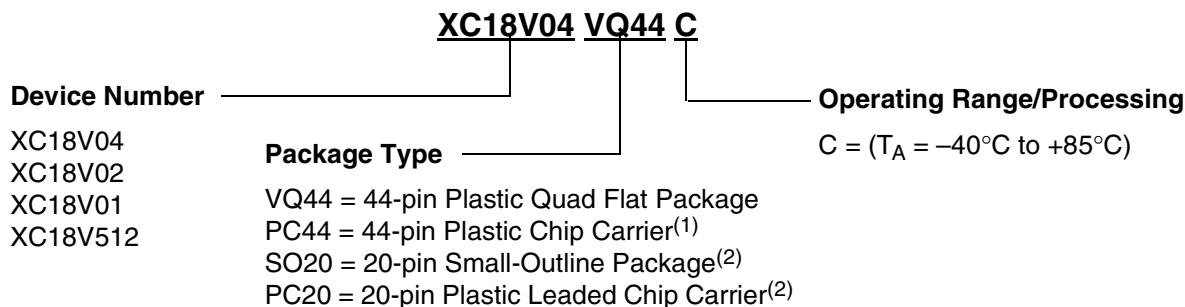 XC18V04 VQ44 C
Device Number
XC18V04
XC18V02
XC18V01
XC18V512
Package Type
VQ44 = 44-pin Plastic Quad Flat Package
PC44 = 44-pin Plastic Chip Carrier(1)
SO20 = 20-pin Small-Outline Package(2)
PC20 = 20-pin Plastic Leaded Chip Carrier(2)
Operating Range/Processing
C = (TA = –40°C to +85°C)